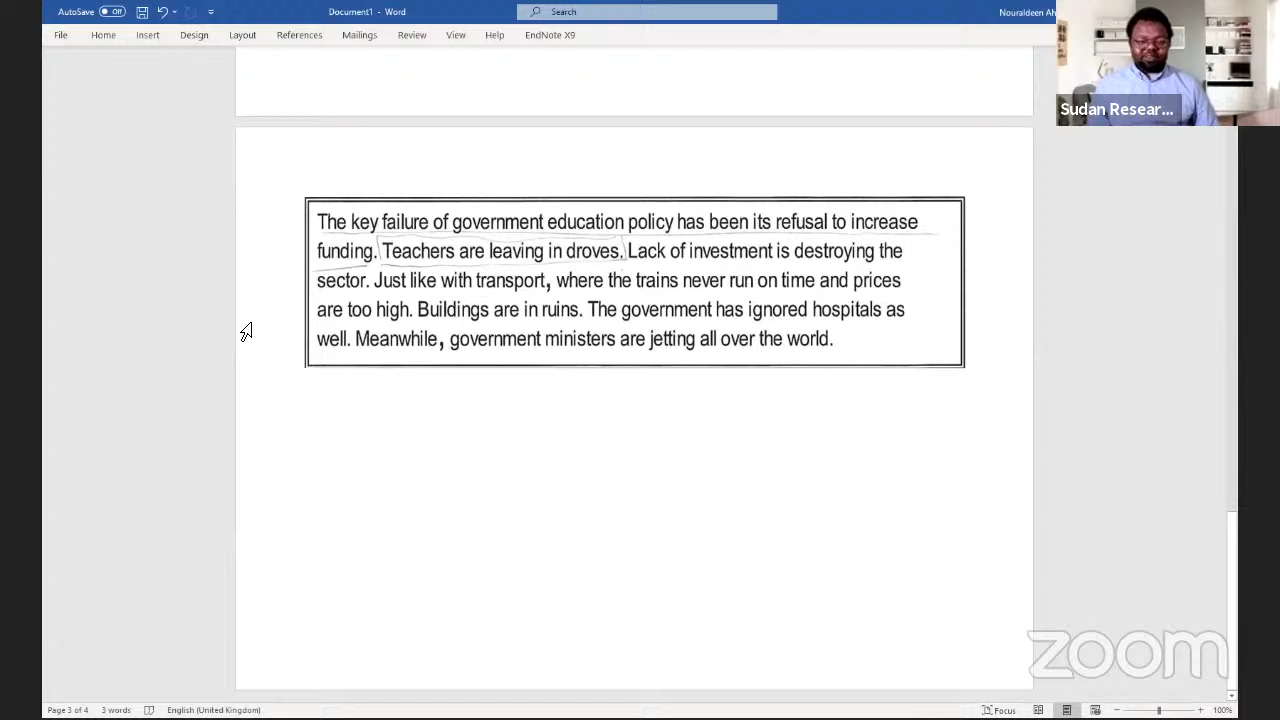 AutoSave Off Document1 - Word Search Nouraldeen Ah
File Home Insert Design Layout References Mailings Review View Help EndNote X9
Sudan Resear...
The key failure of government education policy has been its refusal to increase
funding. Teachers are leaving in droves. Lack of investment is destroying the
sector. Just like with transport, where the trains never run on time and prices
are too high. Buildings are in ruins. The government has ignored hospitals as
well. Meanwhile, government ministers are jetting all over the world.
zoom
Page 3 of 4 3 words English (United Kingdom) Focus 100%